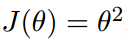 J(θ) = θ²